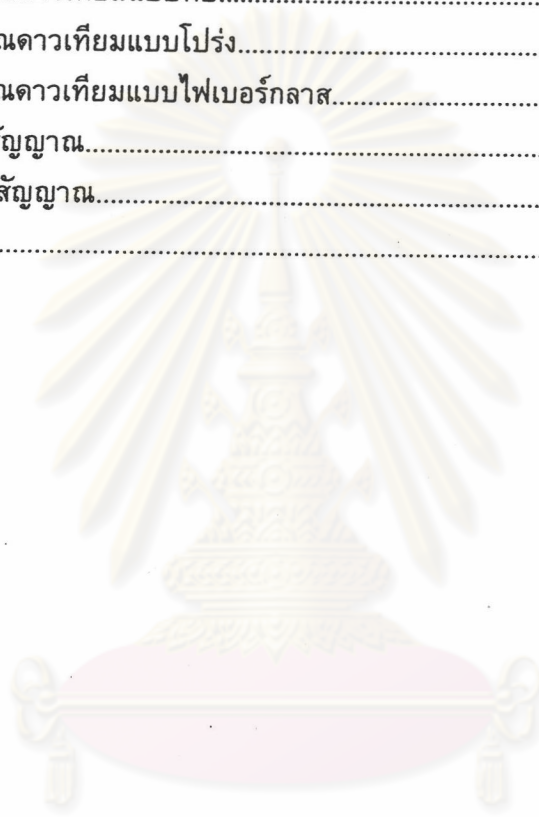 ณดาวเทียมแบบโปร่ง................................................
ณดาวเทียมแบบไฟเบอร์กลาส..................................
ัญญาณ......................................................................
สัญญาณ....................................................................
................................................................................